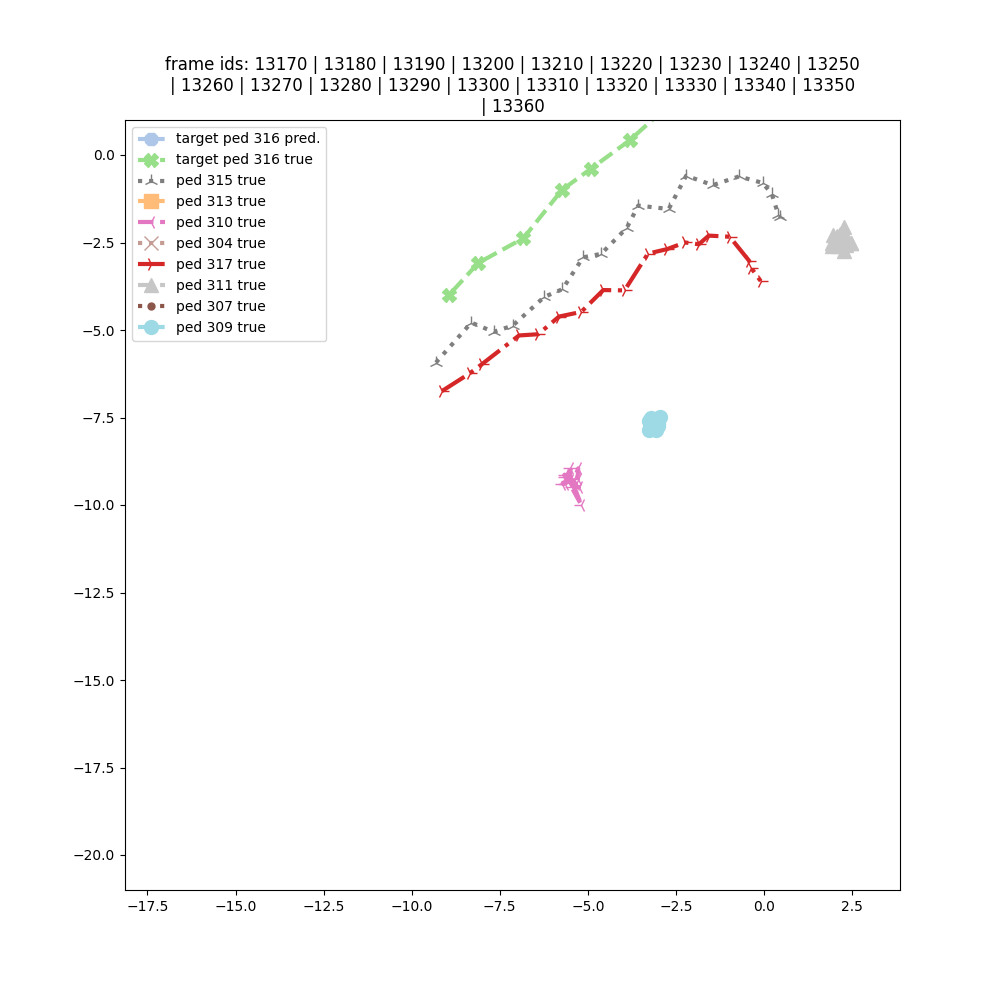 frame ids: 13170 | 13180 | 13190 | 13200 | 13210 | 13220 | 13230 | 13240 | 13250
| 13260 | 13270 | 13280 | 13290 | 13300 | 13310 | 13320 | 13330 | 13340 | 13350
| 13360
target ped 316 pred.
target ped 316 true
ped 315 true
ped 313 true
ped 310 true
ped 304 true
ped 317 true
ped 311 true
ped 307 true
ped 309 true
0.0
−2.5
−5.0
−7.5
−10.0
−12.5
−15.0
−17.5
−20.0
−17.5 −15.0 −12.5 −10.0 −7.5 −5.0 −2.5 0.0 2.5